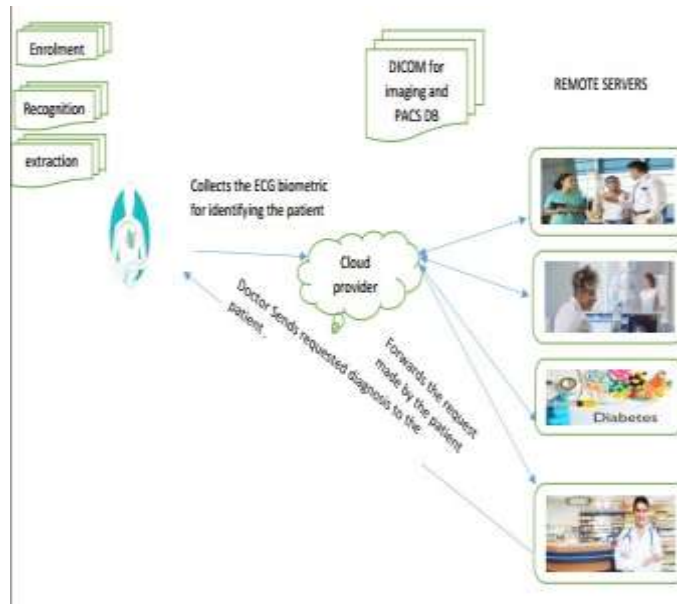 Enrolment
Recognition
extraction
DICOM for
imaging and
PACS DB
REMOTE SERVERS
Collects the ECG biometric
for identifying the patient
Cloud
provider
Doctor Sends requested diagnosis to the
patient .
Forwards the request
made by the patient
Diabetes